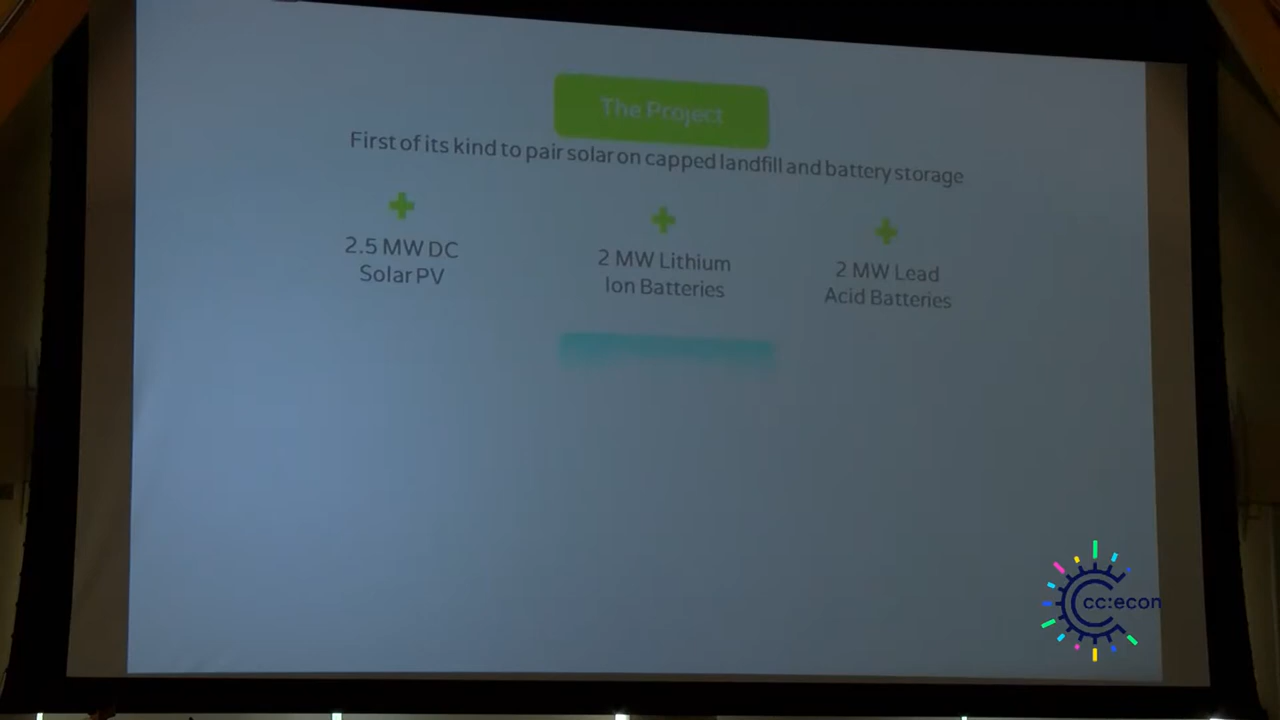 The Project
First of its kind to pair solar on capped landfill and battery storage
2.5 MW DC
Solar PV
2 MW Lithium
Ion Batteries
2 MW Lead
Acid Batteries
cc:econ